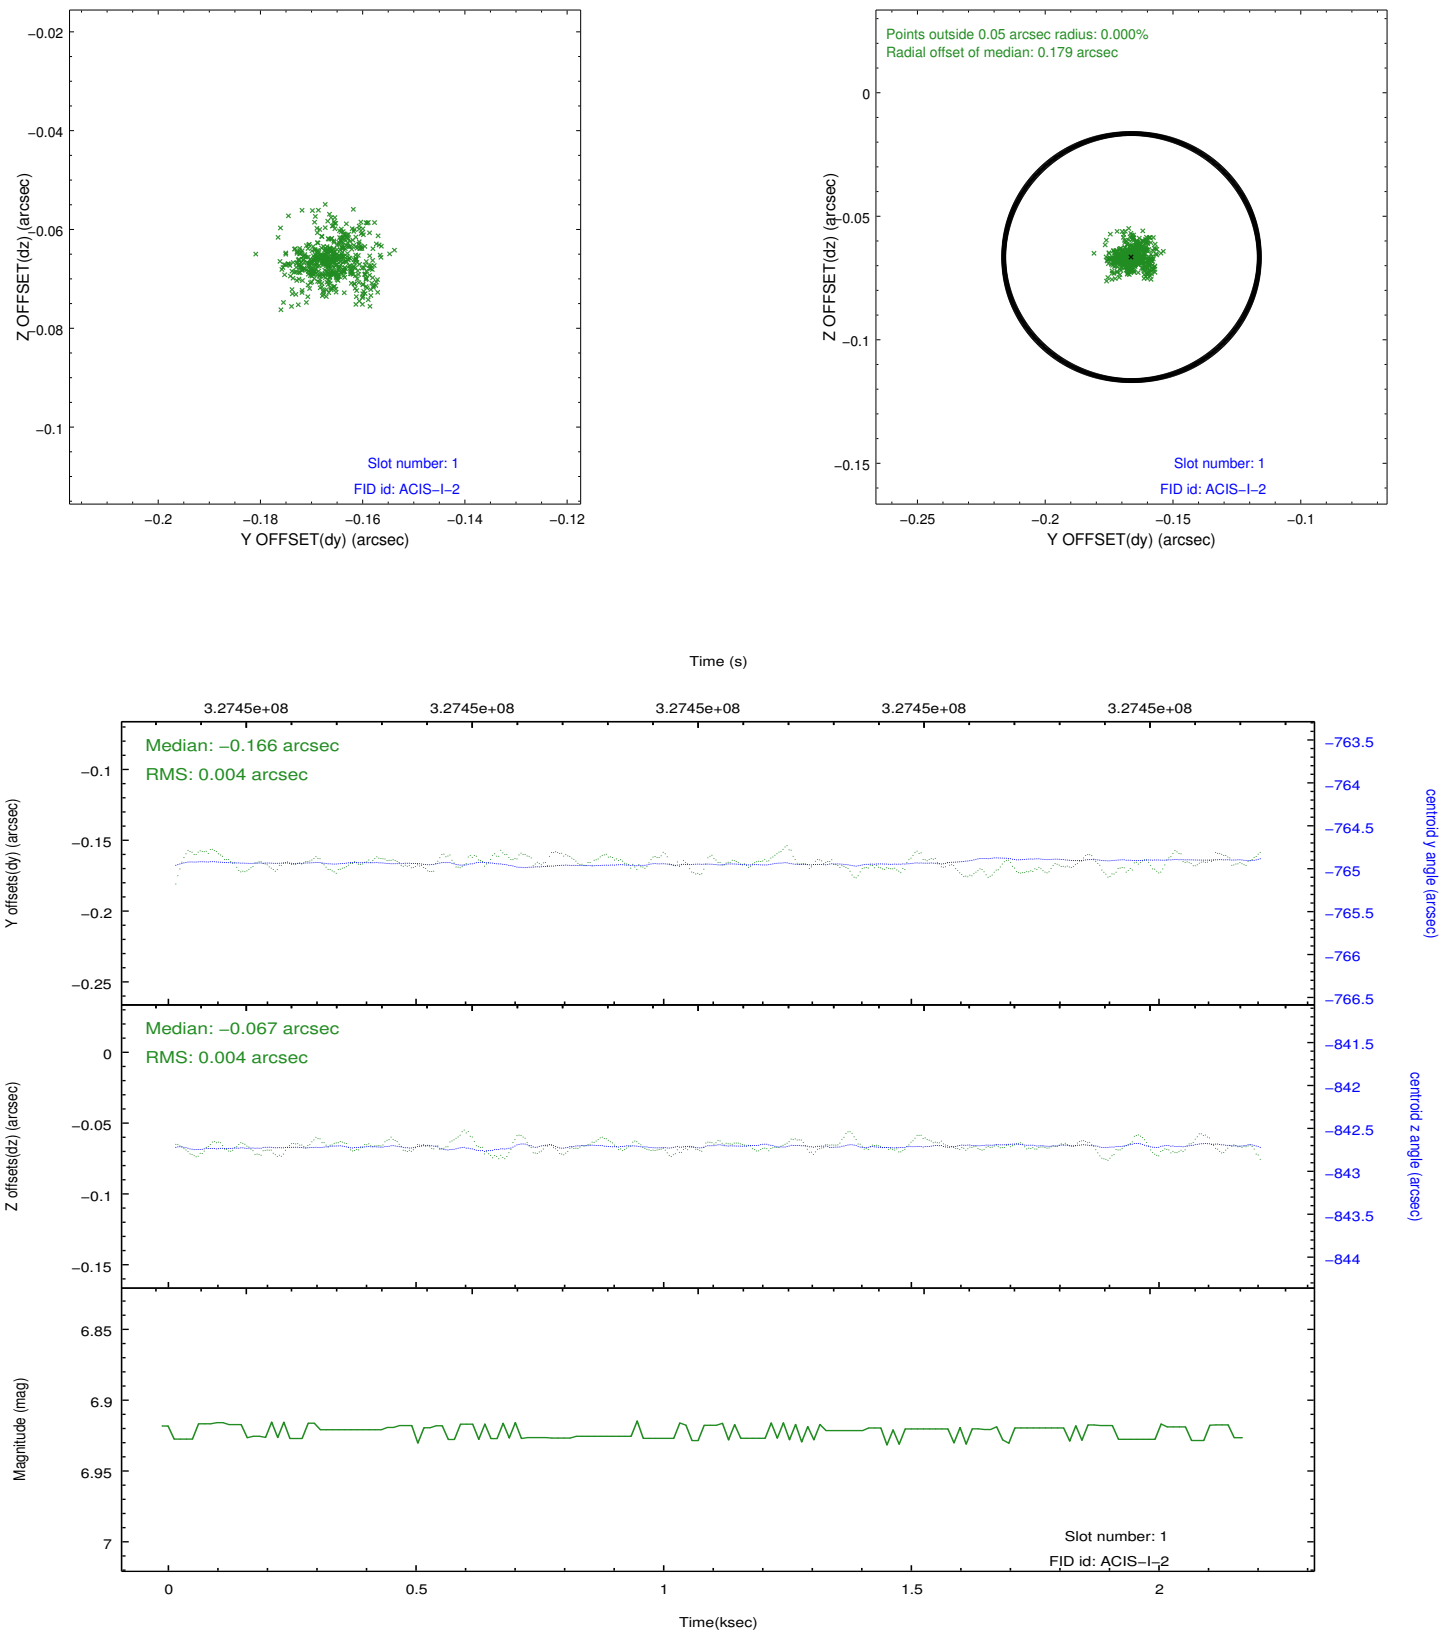 −0.02
−0.04
−0.06
−0.08
−0.1
Z OFFSET(dz) (arcsec)
Slot number: 1
FID id: ACIS−I−2
−0.2
−0.18
−0.16
−0.14
−0.12
Y OFFSET(dy) (arcsec)
Points outside 0.05 arcsec radius: 0.000%
Radial offset of median: 0.179 arcsec
0
−0.05
−0.1
−0.15
Z OFFSET(dz) (arcsec)
Slot number: 1
FID id: ACIS−I−2
−0.25
−0.2
−0.15
−0.1
Y OFFSET(dy) (arcsec)
Time (s)
3.2745e+08
3.2745e+08
3.2745e+08
3.2745e+08
3.2745e+08
Median: −0.166 arcsec
RMS: 0.004 arcsec
−0.1
−0.15
−0.2
−0.25
Y offsets(dy) (arcsec)
−763.5
−764
−764.5
−765
−765.5
−766
−766.5
centroid y angle (arcsec)
Median: −0.067 arcsec
RMS: 0.004 arcsec
0
−0.05
−0.1
−0.15
Z offsets(dz) (arcsec)
−841.5
−842
−842.5
−843
−843.5
−844
centroid z angle (arcsec)
6.85
6.9
6.95
7
Magnitude (mag)
Slot number: 1
FID id: ACIS−I−2
0
0.5
1
1.5
2
Time(ksec)